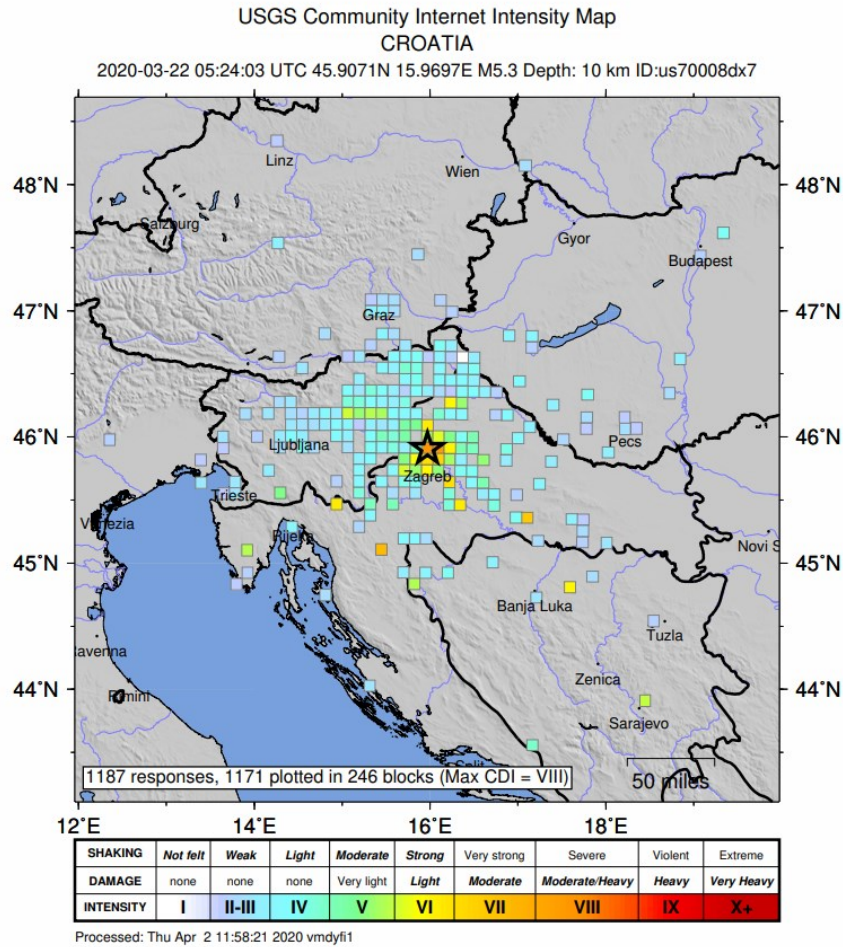 USGS Community Internet Intensity Map
CROATIA
2020-03-22 05:24:03 UTC 45.9071N 15.9697E M5.3 Depth: 10 km ID:us70008dx7
Linz
Wien
48°N 48°N
Salzburg
Gyor
Budapest
47°N 47°N
Graz
46°N 46°N
Ljubljana
Pecs
Zagreb
Trieste
Venezia
Rijeka
Novi S
45°N 45°N
Banja Luka
Tuzla
avenna
Zenica
44°N 44°N
Rimini
Sarajevo
Split
1187 responses, 1171 plotted in 246 blocks (Max CDI = VIII)
50 miles
12°E 14°E 16°E 18°E
SHAKING Not felt Weak Light Moderate Strong Very strong Severe Violent Extreme
DAMAGE none none none Very light Light Moderate Moderate/Heavy Heavy Very Heavy
INTENSITY I II-III IV V VI VII VIII IX X+
Processed: Thu Apr 2 11:58:21 2020 vmdyfi1